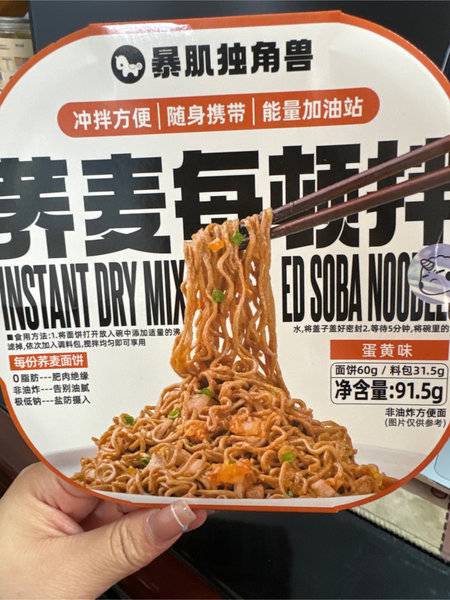 暴肌独角兽
冲拌方便 | 随身携带 | 能量加油站
荞麦每顿拌
INSTANT DRY MIXED SOBA NOODLES
■食用方法:1.将面饼打开放入碗中添加适量的沸水,将盖子盖好密封2.等待5分钟,将碗里的
滤掉,依次加入调料包,搅拌均匀即可享用
每份荞麦面饼
0脂肪---肥肉绝缘
非油炸---告别油腻
极低钠---盐防摄入
蛋黄味
面饼60g / 料包31.5g
净含量:91.5g
非油炸方便面
(图片仅供参考)